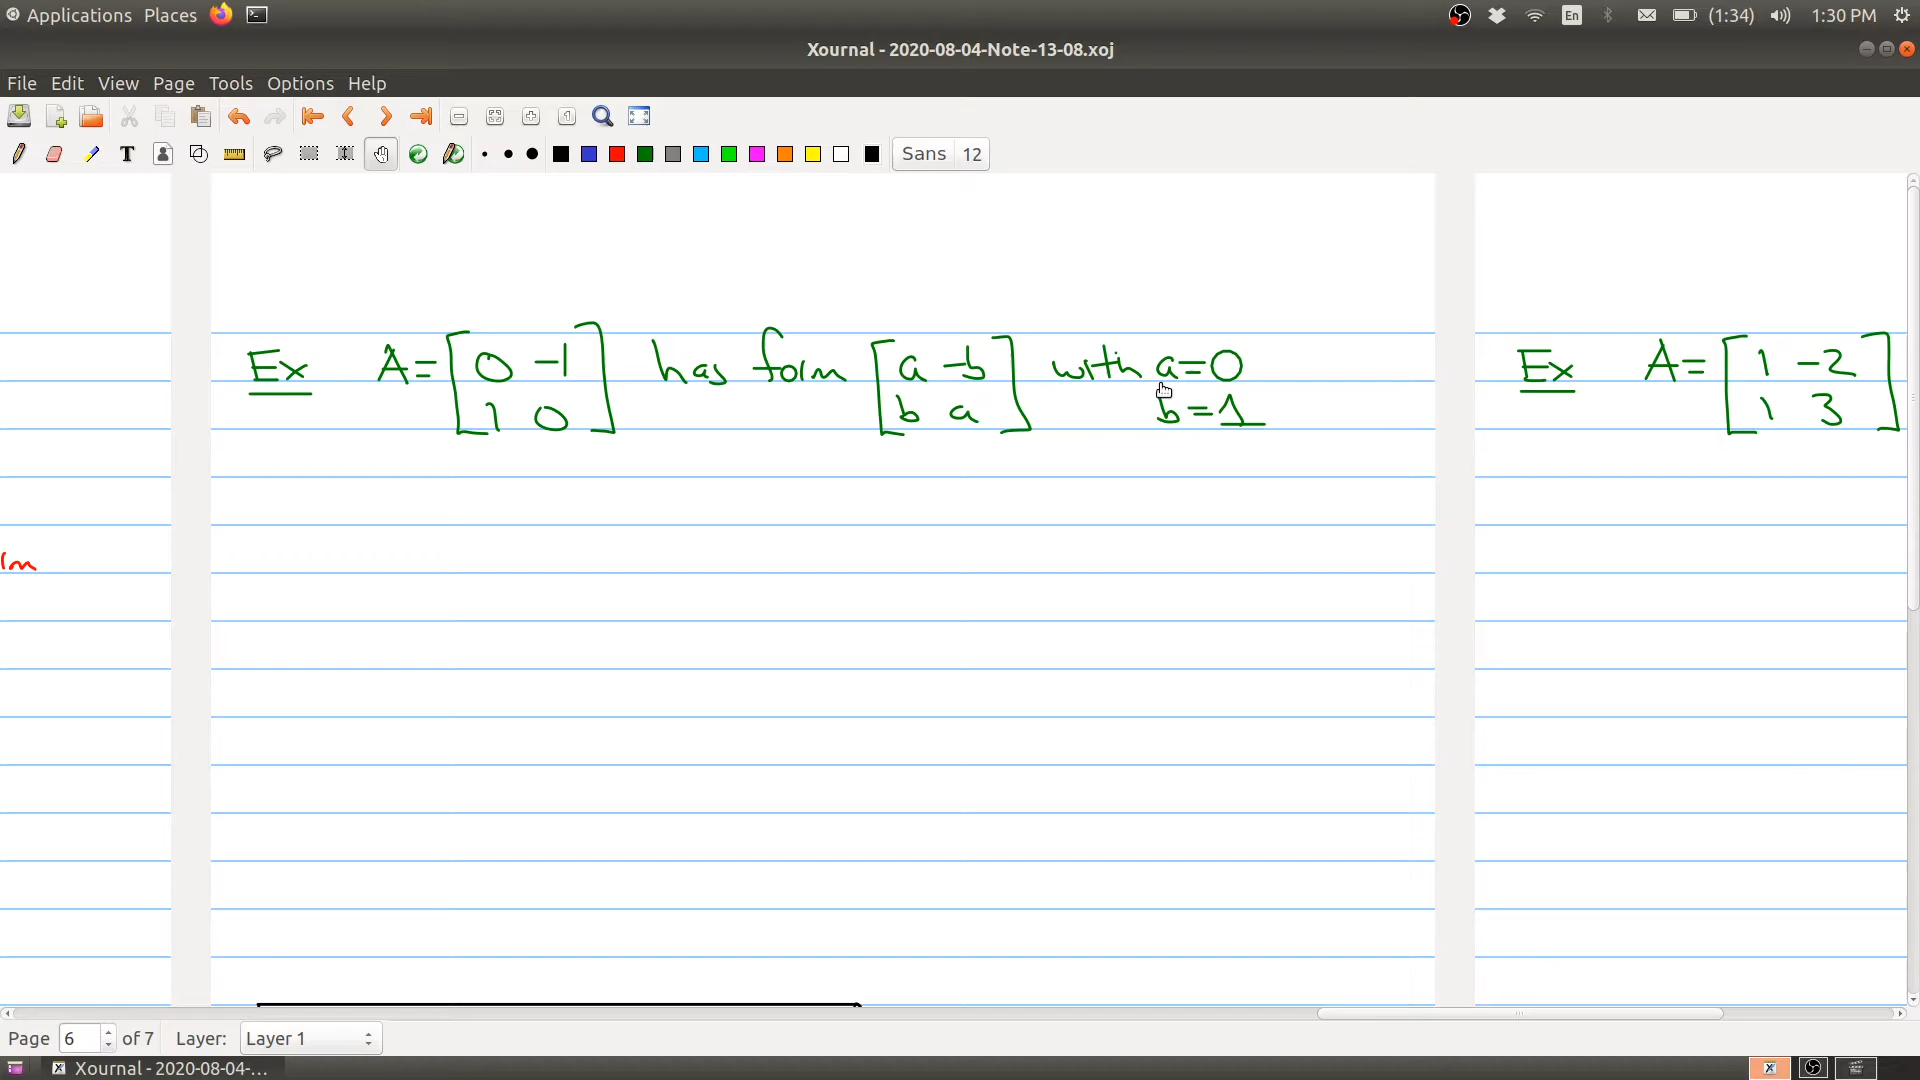 Applications Places En (1:34) 1:30 PM
Xournal - 2020-08-04-Note-13-08.xoj
File Edit View Page Tools Options Help
T Sans 12
Ex A = [ 0 -1 ] has form [ a -b ] with a = 0
[ 1 0 ] [ b a ] b = 1
Ex A = [ 1 -2 ]
[ 1 3 ]
Page 6 of 7 Layer: Layer 1
Xournal - 2020-08-04-...